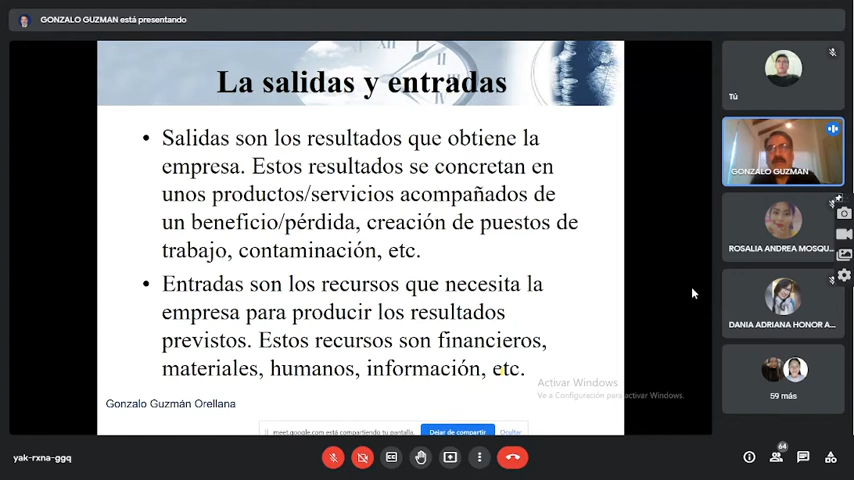 GONZALO GUZMAN está presentando
La salidas y entradas
• Salidas son los resultados que obtiene la
empresa. Estos resultados se concretan en
unos productos/servicios acompañados de
un beneficio/pérdida, creación de puestos de
trabajo, contaminación, etc.
• Entradas son los recursos que necesita la
empresa para producir los resultados
previstos. Estos recursos son financieros,
materiales, humanos, información, etc.
Gonzalo Guzmán Orellana
Activar Windows
Ve a Configuración para activar Windows.
meet.google.com está compartiendo tu pantalla.
Dejar de compartir
Ocultar
Tú
GONZALO GUZMAN
ROSALIA ANDREA MOSQU...
DANIA ADRIANA HONOR A...
59 más
yak-rxna-ggq
64